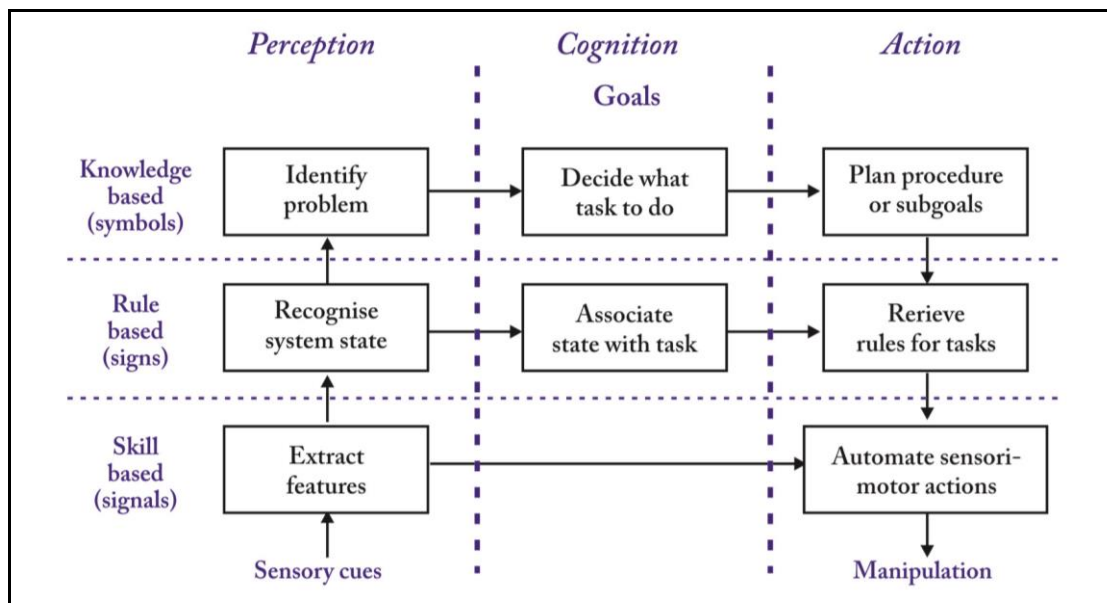 Perception
Cognition
Action
Goals
Knowledge
based
(symbols)
Identify
problem
Decide what
task to do
Plan procedure
or subgoals
Rule
based
(signs)
Recognise
system state
Associate
state with task
Rerieve
rules for tasks
Skill
based
(signals)
Extract
features
Automate sensori-
motor actions
Sensory cues
Manipulation